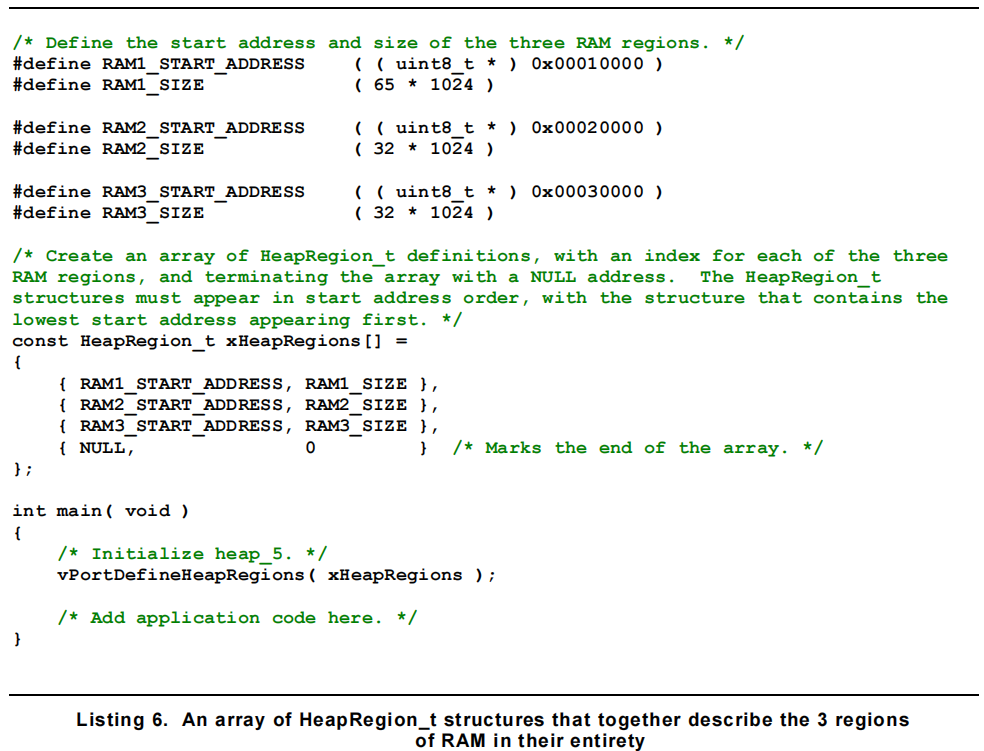 /* Define the start address and size of the three RAM regions. */
#define RAM1_START_ADDRESS    ( ( uint8_t * ) 0x00010000 )
#define RAM1_SIZE             ( 65 * 1024 )

#define RAM2_START_ADDRESS    ( ( uint8_t * ) 0x00020000 )
#define RAM2_SIZE             ( 32 * 1024 )

#define RAM3_START_ADDRESS    ( ( uint8_t * ) 0x00030000 )
#define RAM3_SIZE             ( 32 * 1024 )

/* Create an array of HeapRegion_t definitions, with an index for each of the three
RAM regions, and terminating the array with a NULL address.  The HeapRegion_t
structures must appear in start address order, with the structure that contains the
lowest start address appearing first. */
const HeapRegion_t xHeapRegions[] =
{
    { RAM1_START_ADDRESS, RAM1_SIZE },
    { RAM2_START_ADDRESS, RAM2_SIZE },
    { RAM3_START_ADDRESS, RAM3_SIZE },
    { NULL,               0         }  /* Marks the end of the array. */
};

int main( void )
{
    /* Initialize heap_5. */
    vPortDefineHeapRegions( xHeapRegions );

    /* Add application code here. */
}

Listing 6.  An array of HeapRegion_t structures that together describe the 3 regions
of RAM in their entirety